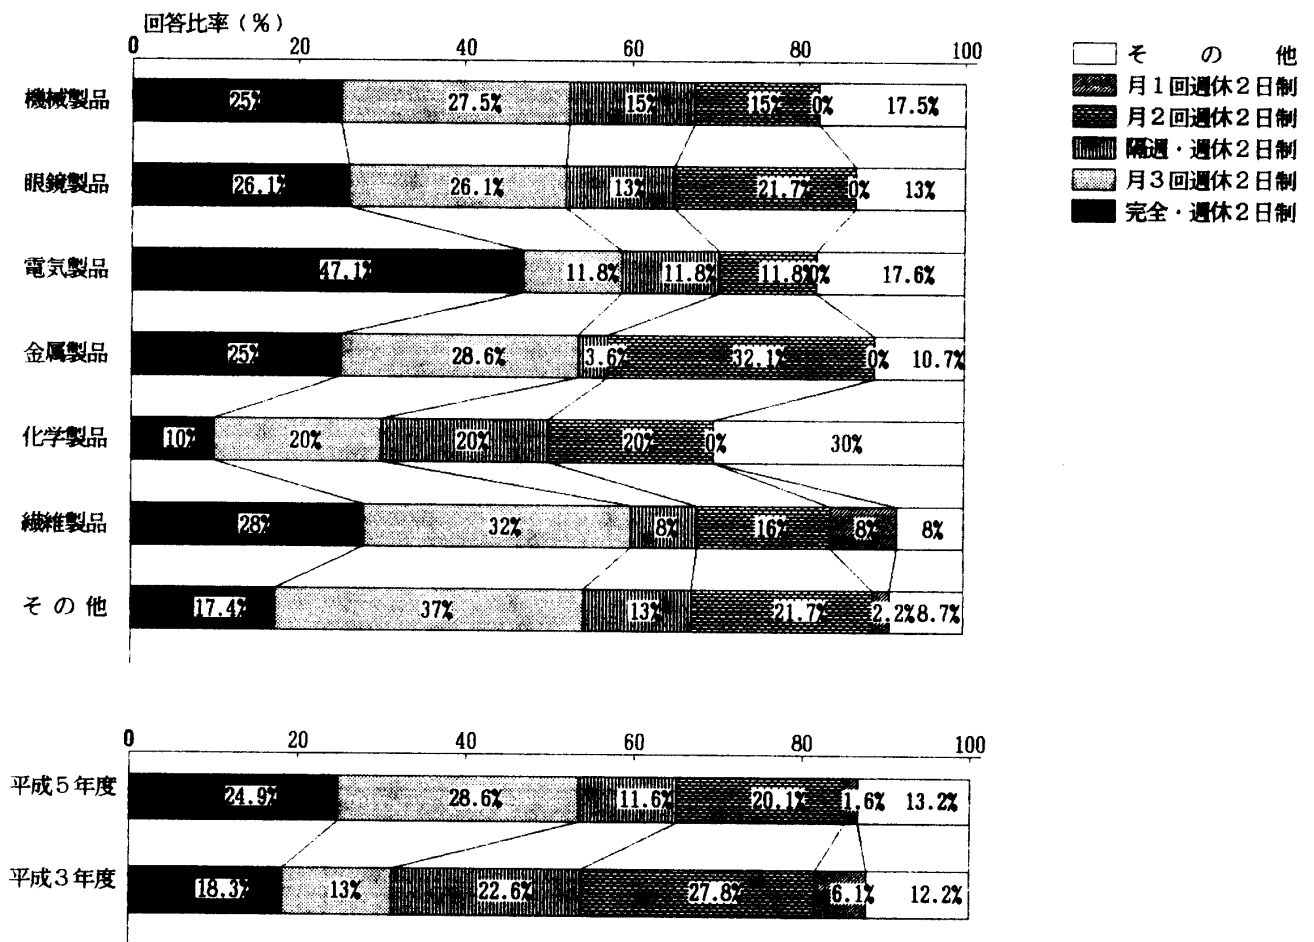 回答比率（％）
0 20 40 60 80 100
機械製品 25% 27.5% 15% 15% 0% 17.5%
眼鏡製品 26.1% 26.1% 13% 21.7% 0% 13%
電気製品 47.1% 11.8% 11.8% 11.8% 0% 17.6%
金属製品 25% 28.6% 3.6% 32.1% 0% 10.7%
化学製品 10% 20% 20% 20% 0% 30%
繊維製品 28% 32% 8% 16% 8% 8%
その他 17.4% 37% 13% 21.7% 2.2% 8.7%
その他
月1回週休2日制
月2回週休2日制
隔週・週休2日制
月3回週休2日制
完全・週休2日制
0 20 40 60 80 100
平成5年度 24.9% 28.6% 11.6% 20.1% 1.6% 13.2%
平成3年度 18.3% 13% 22.6% 27.8% 6.1% 12.2%